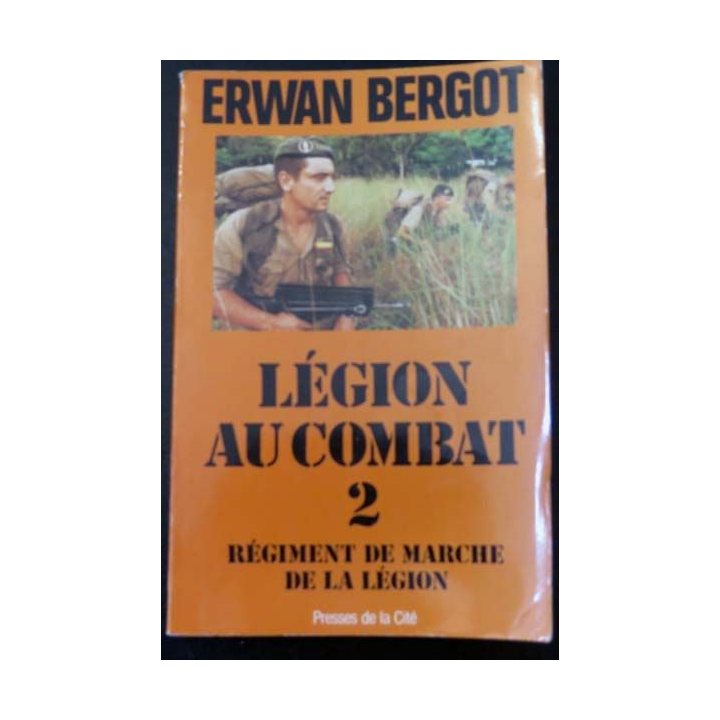 ERWAN BERGOT
LÉGION
AU COMBAT
2
RÉGIMENT DE MARCHE
DE LA LÉGION
Presses de la Cité